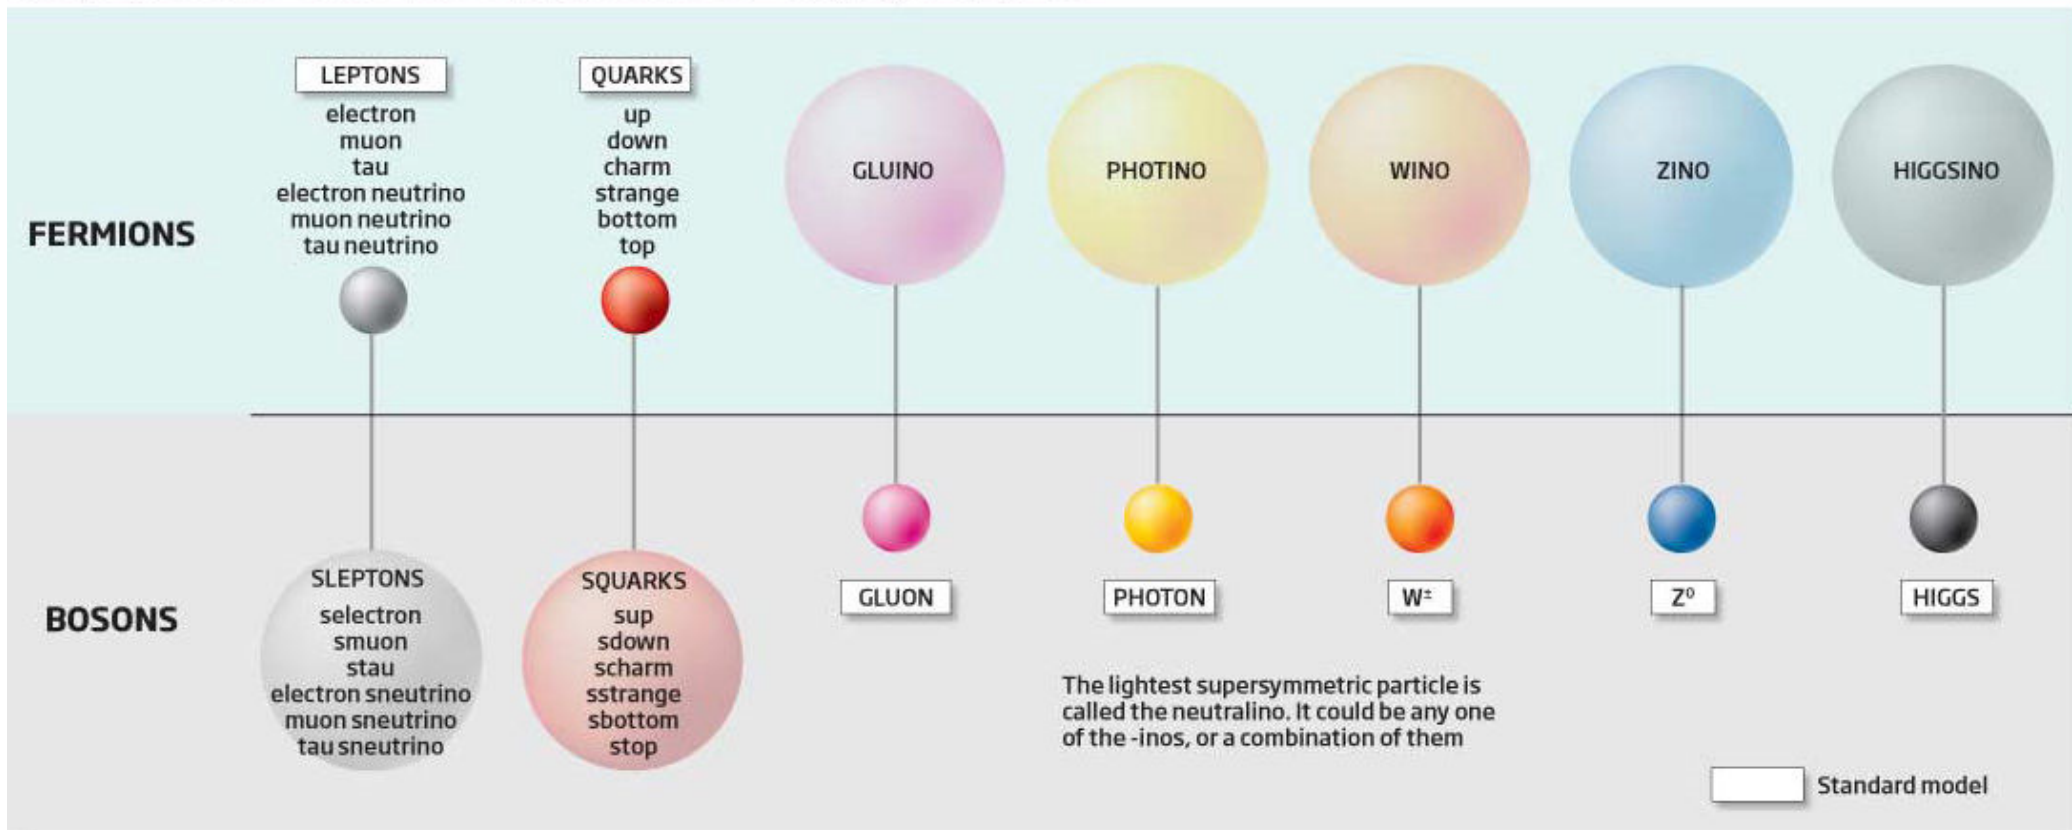 LEPTONS
electron
muon
tau
electron neutrino
muon neutrino
tau neutrino
QUARKS
up
down
charm
strange
bottom
top
GLUINO
PHOTINO
WINO
ZINO
HIGGSINO
FERMIONS
BOSONS
SLEPTONS
selectron
smuon
stau
electron sneutrino
muon sneutrino
tau sneutrino
SQUARKS
sup
sdown
scharm
sstrange
sbottom
stop
GLUON
PHOTON
W±
Z⁰
HIGGS
The lightest supersymmetric particle is
called the neutralino. It could be any one
of the -inos, or a combination of them
Standard model